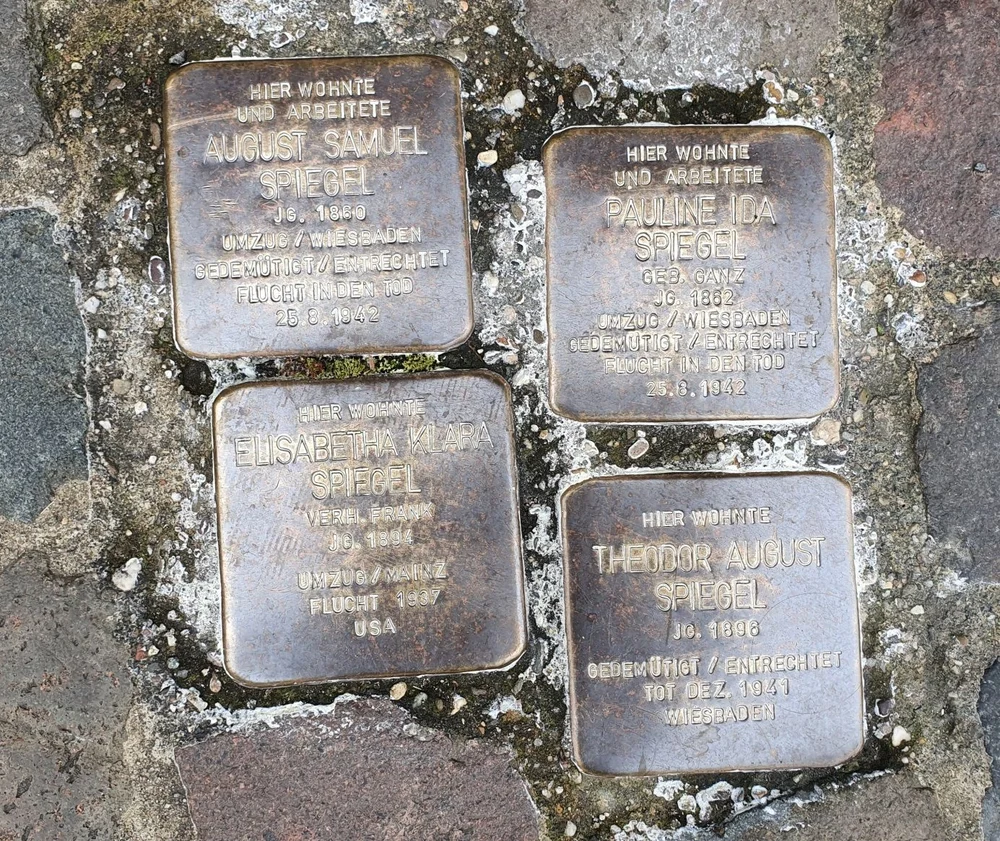 HIER WOHNTE
UND ARBEITETE
AUGUST SAMUEL
SPIEGEL
JG. 1860
UMZUG / WIESBADEN
GEDEMÜTIGT / ENTRECHTET
FLUCHT IN DEN TOD
25.8.1942
HIER WOHNTE
UND ARBEITETE
PAULINE IDA
SPIEGEL
GEB. GANZ
JG. 1862
UMZUG / WIESBADEN
GEDEMÜTIGT / ENTRECHTET
FLUCHT IN DEN TOD
25.8.1942
HIER WOHNTE
ELISABETHA KLARA
SPIEGEL
VERH. FRANK
JG. 1894
UMZUG / MAINZ
FLUCHT 1937
USA
HIER WOHNTE
THEODOR AUGUST
SPIEGEL
JG. 1896
GEDEMÜTIGT / ENTRECHTET
TOT DEZ. 1941
WIESBADEN